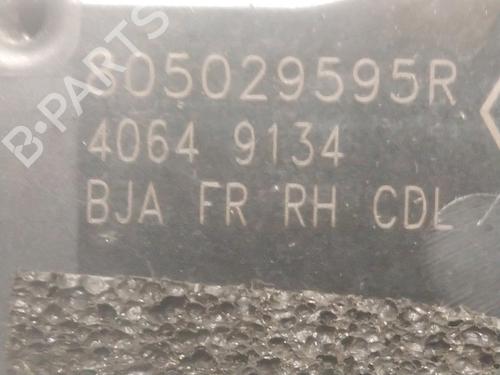 B-PARTS
805029595R
4064 9134
BJA FR RH CDL